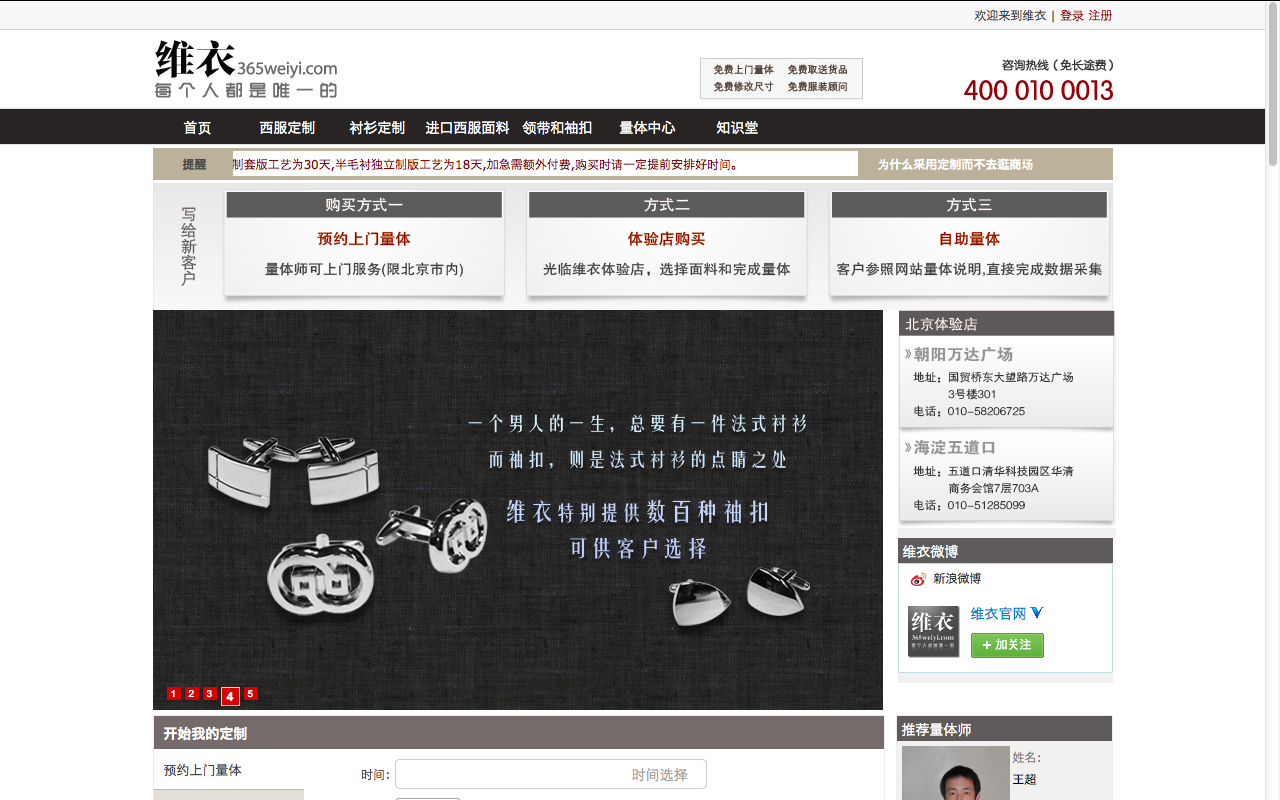 欢迎来到维衣 | 登录 注册
维衣365weiyi.com
每个人都是唯一的
免费上门量体 免费取送货品
免费修改尺寸 免费服装顾问
咨询热线 ( 免长途费 )
400 010 0013
首页 西服定制 衬衫定制 进口西服面料 领带和袖扣 量体中心 知识堂
提醒 制套版工艺为30天,半毛衬独立制版工艺为18天,加急需额外付费,购买时请一定提前安排好时间。 为什么采用定制而不去逛商场
写给新客户
购买方式一
预约上门量体
量体师可上门服务(限北京市内)
方式二
体验店购买
光临维衣体验店，选择面料和完成量体
方式三
自助量体
客户参照网站量体说明,直接完成数据采集
一个男人的一生，总要有一件法式衬衫
而袖扣，则是法式衬衫的点睛之处
维衣特别提供数百种袖扣
可供客户选择
1 2 3 4 5
北京体验店
»朝阳万达广场
地址：国贸桥东大望路万达广场
3号楼301
电话：010-58206725
»海淀五道口
地址：五道口清华科技园区华清
商务会馆7层703A
电话：010-51285099
维衣微博
新浪微博
维衣
365weiyi.com
每个人都是唯一的
维衣官网
+ 加关注
开始我的定制
预约上门量体
时间: 时间选择
推荐量体师
姓名:
王超